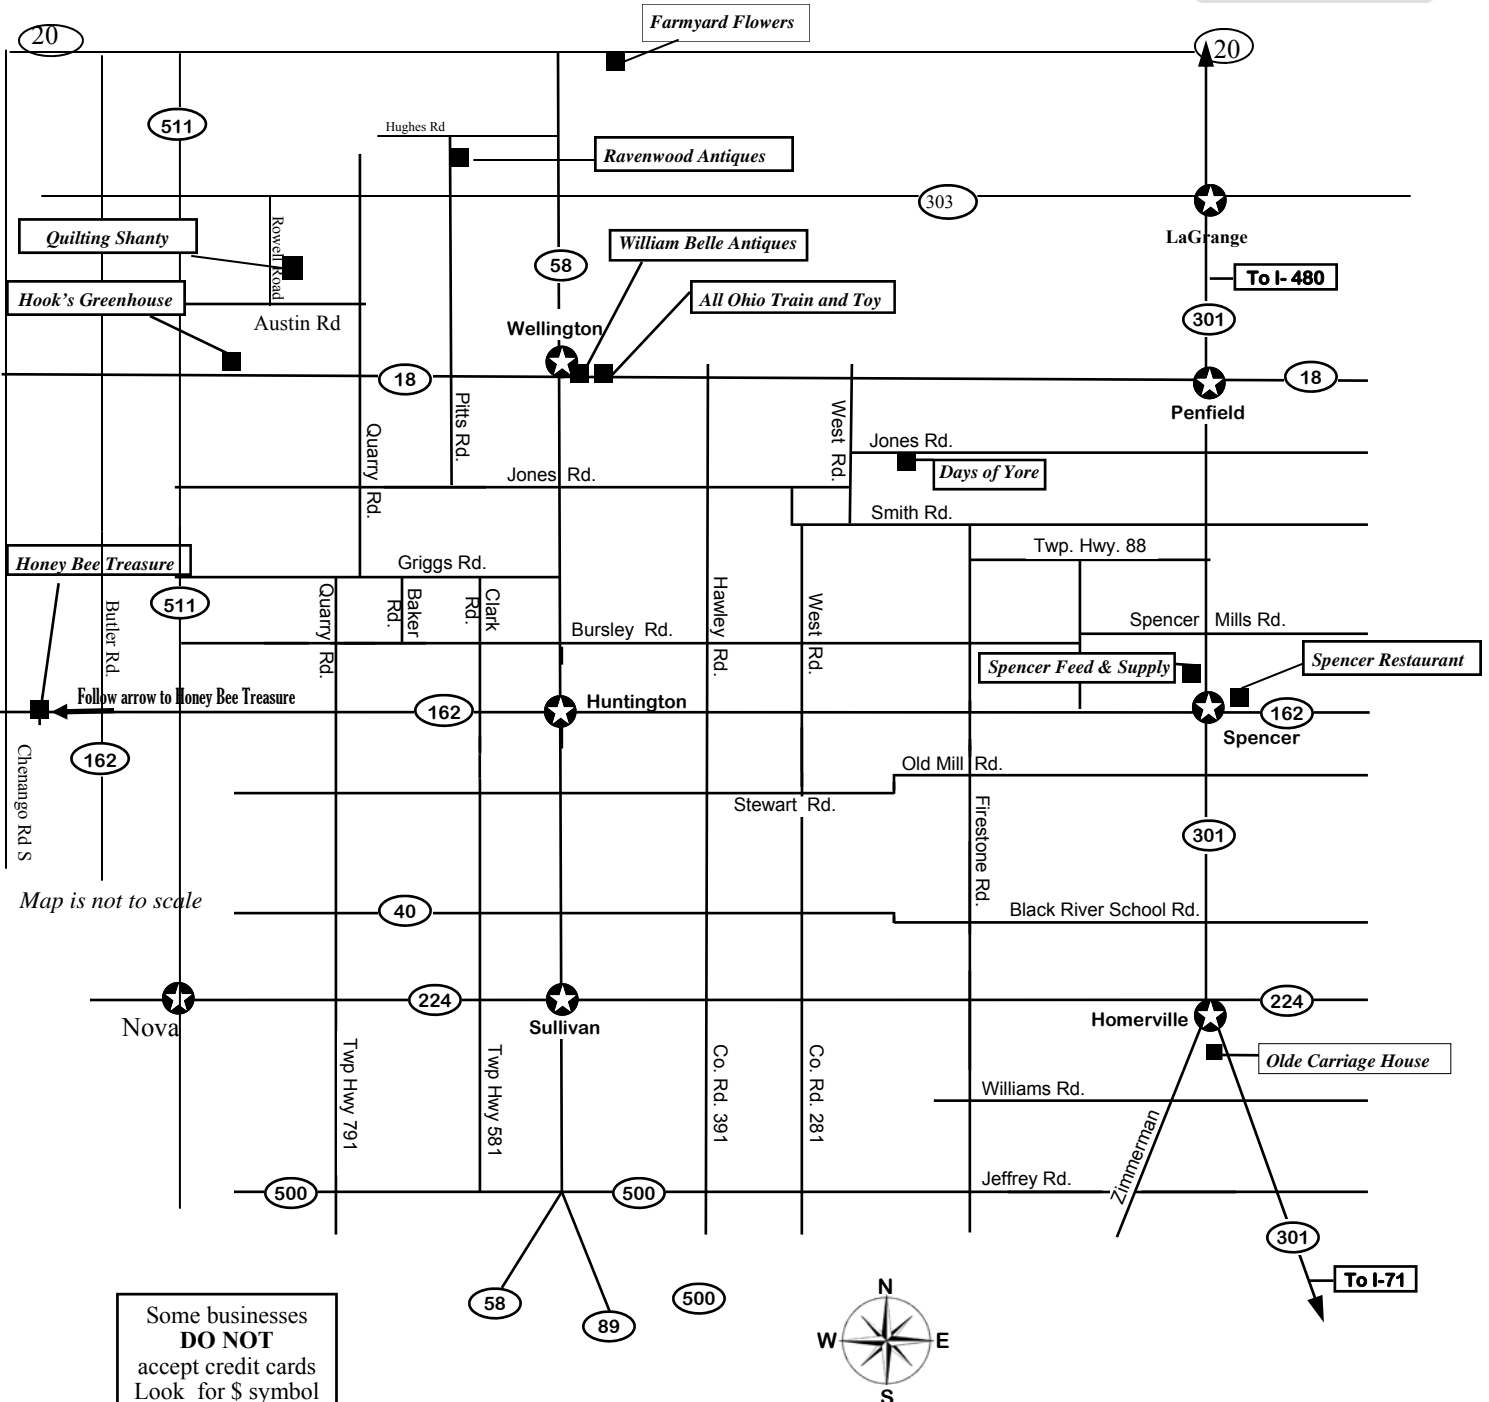 Farmyard Flowers
20
20
511
Hughes Rd
Ravenwood Antiques
303
Quilting Shanty
Rowell Road
William Belle Antiques
LaGrange
58
To I- 480
Hook's Greenhouse
All Ohio Train and Toy
Austin Rd
Wellington
301
18
18
Penfield
Pitts Rd.
West Rd.
Quarry Rd.
Jones Rd.
Jones Rd.
Days of Yore
Smith Rd.
Twp. Hwy. 88
Honey Bee Treasure
Griggs Rd.
511
Butler Rd.
Quarry Rd.
Baker Rd.
Clark Rd.
Hawley Rd.
West Rd.
Bursley Rd.
Spencer Mills Rd.
Spencer Feed & Supply
Spencer Restaurant
Follow arrow to Honey Bee Treasure
162
Huntington
162
Spencer
162
Chenango Rd S
Old Mill Rd.
Stewart Rd.
Firestone Rd.
301
Map is not to scale
40
Black River School Rd.
Nova
224
Sullivan
224
Homerville
Olde Carriage House
Twp Hwy 791
Twp Hwy 581
Co. Rd. 391
Co. Rd. 281
Williams Rd.
Zimmerman
Jeffrey Rd.
500
500
301
To I-71
58
89
500
N
W
E
S
Some businesses
DO NOT
accept credit cards
Look for $ symbol